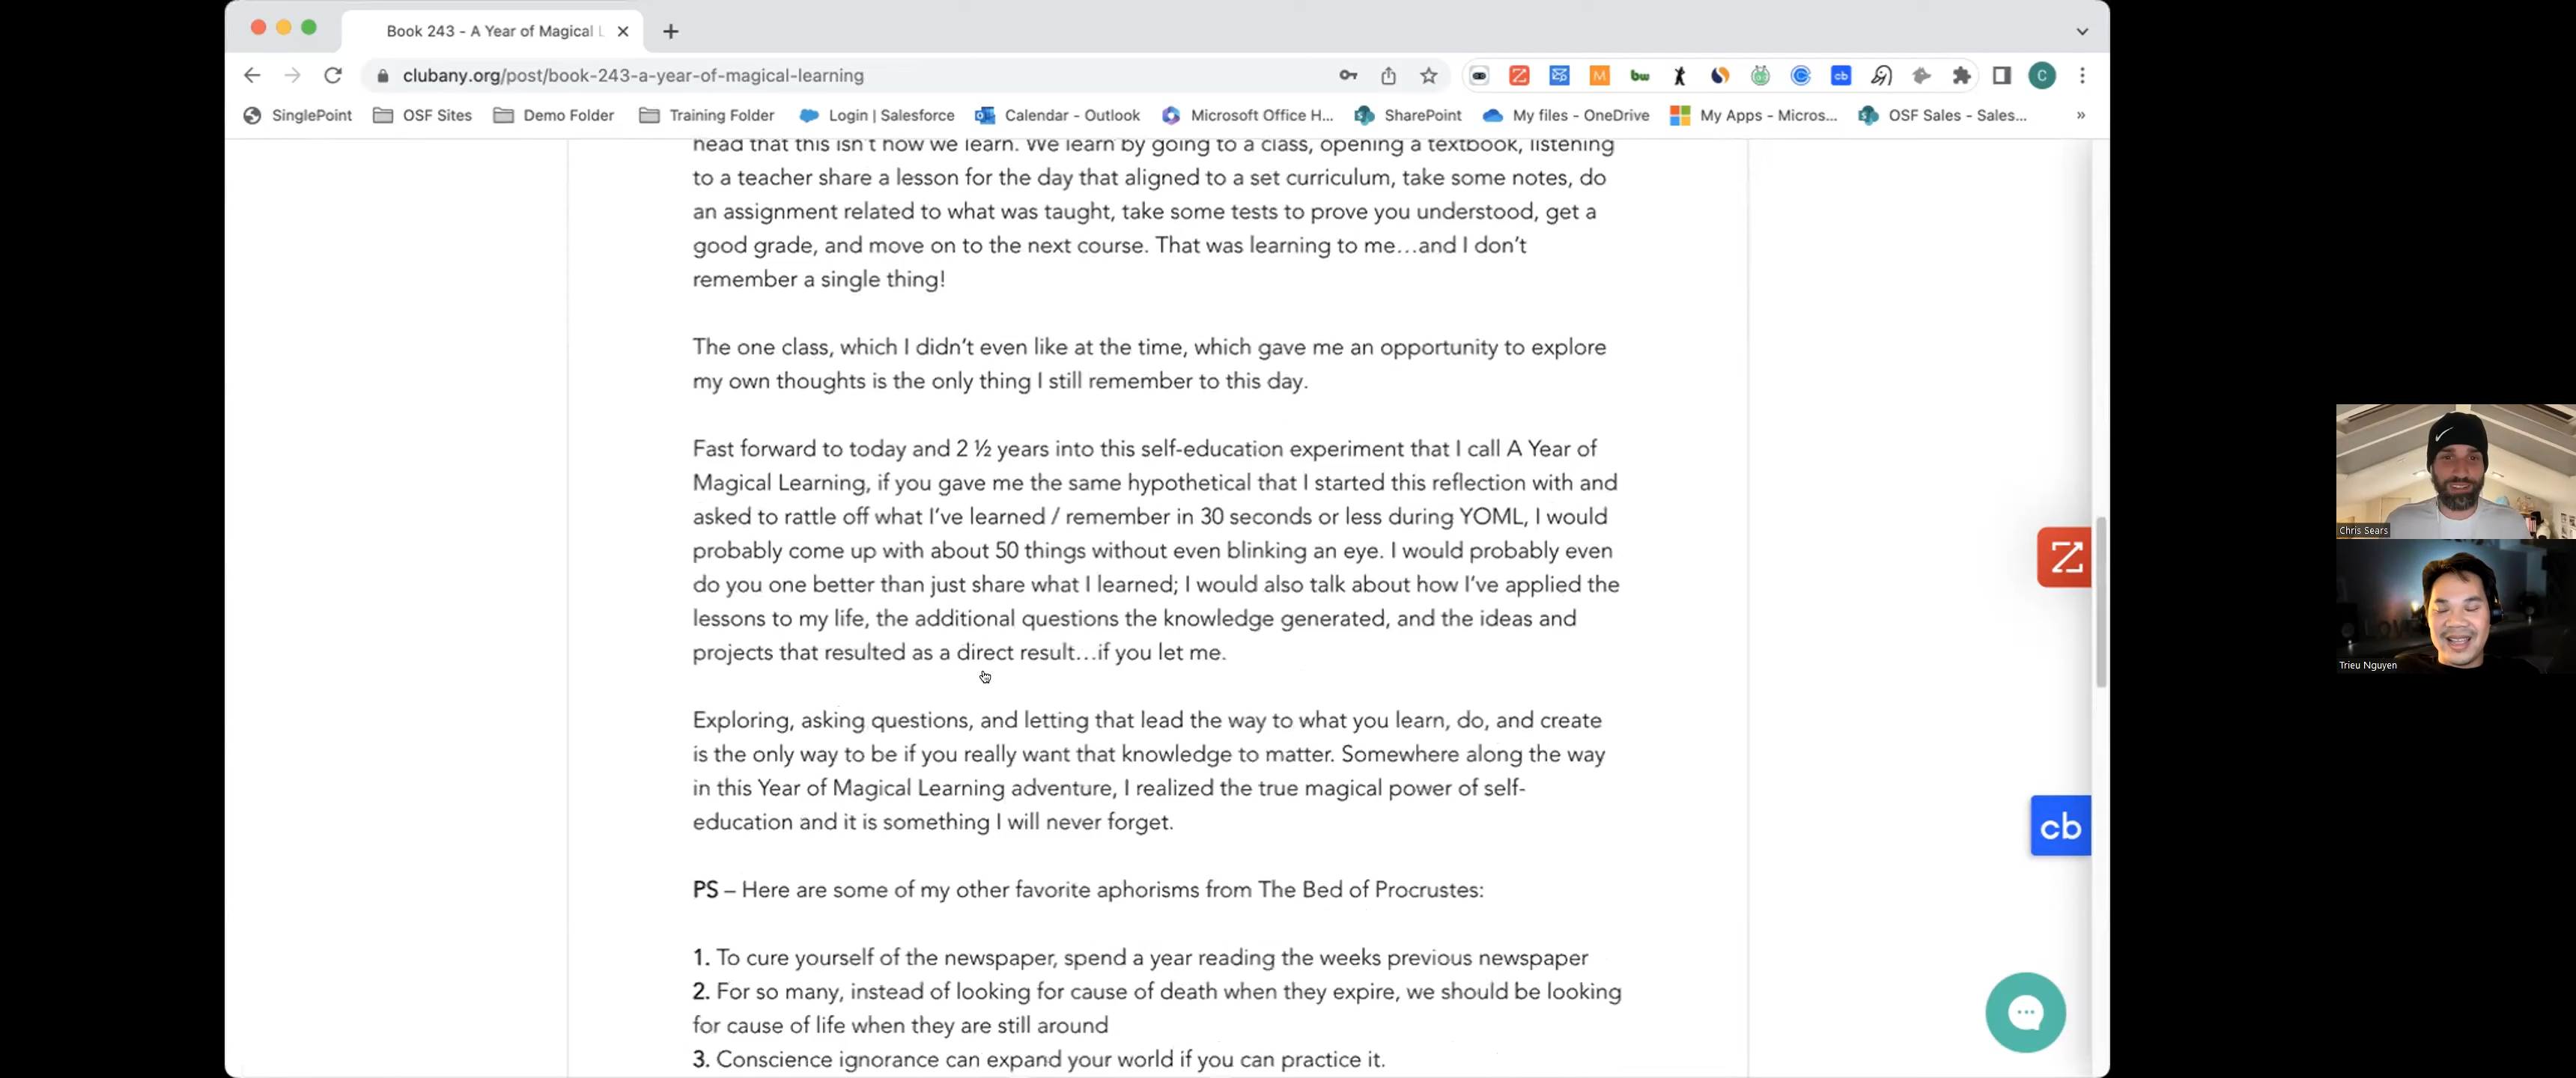 Book 243 - A Year of Magical L
clubany.org/post/book-243-a-year-of-magical-learning
M
bw
cb
C
SinglePoint
OSF Sites
Demo Folder
Training Folder
Login | Salesforce
Calendar - Outlook
Microsoft Office H...
SharePoint
My files - OneDrive
My Apps - Micros...
OSF Sales - Sales...
»
head that this isn't how we learn. We learn by going to a class, opening a textbook, listening
to a teacher share a lesson for the day that aligned to a set curriculum, take some notes, do
an assignment related to what was taught, take some tests to prove you understood, get a
good grade, and move on to the next course. That was learning to me…and I don't
remember a single thing!
The one class, which I didn't even like at the time, which gave me an opportunity to explore
my own thoughts is the only thing I still remember to this day.
Fast forward to today and 2 ½ years into this self-education experiment that I call A Year of
Magical Learning, if you gave me the same hypothetical that I started this reflection with and
asked to rattle off what I've learned / remember in 30 seconds or less during YOML, I would
probably come up with about 50 things without even blinking an eye. I would probably even
do you one better than just share what I learned; I would also talk about how I've applied the
lessons to my life, the additional questions the knowledge generated, and the ideas and
projects that resulted as a direct result…if you let me.
Exploring, asking questions, and letting that lead the way to what you learn, do, and create
is the only way to be if you really want that knowledge to matter. Somewhere along the way
in this Year of Magical Learning adventure, I realized the true magical power of self-
education and it is something I will never forget.
PS – Here are some of my other favorite aphorisms from The Bed of Procrustes:
1. To cure yourself of the newspaper, spend a year reading the weeks previous newspaper
2. For so many, instead of looking for cause of death when they expire, we should be looking
for cause of life when they are still around
3. Conscience ignorance can expand your world if you can practice it.
cb
Chris Sears
Trieu Nguyen